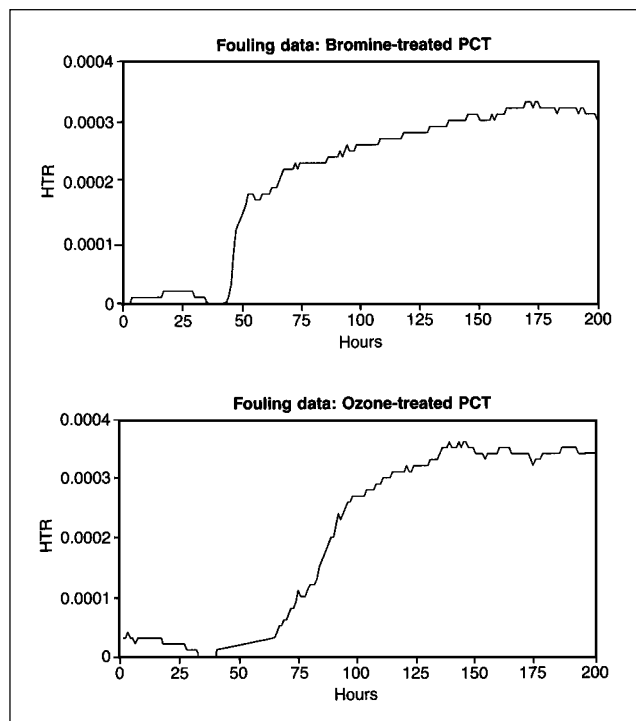 Fouling data: Bromine-treated PCT
0.0004
0.0003
0.0002
0.0001
0
HTR
0 25 50 75 100 125 150 175 200
Hours
Fouling data: Ozone-treated PCT
0.0004
0.0003
0.0002
0.0001
0
HTR
0 25 50 75 100 125 150 175 200
Hours